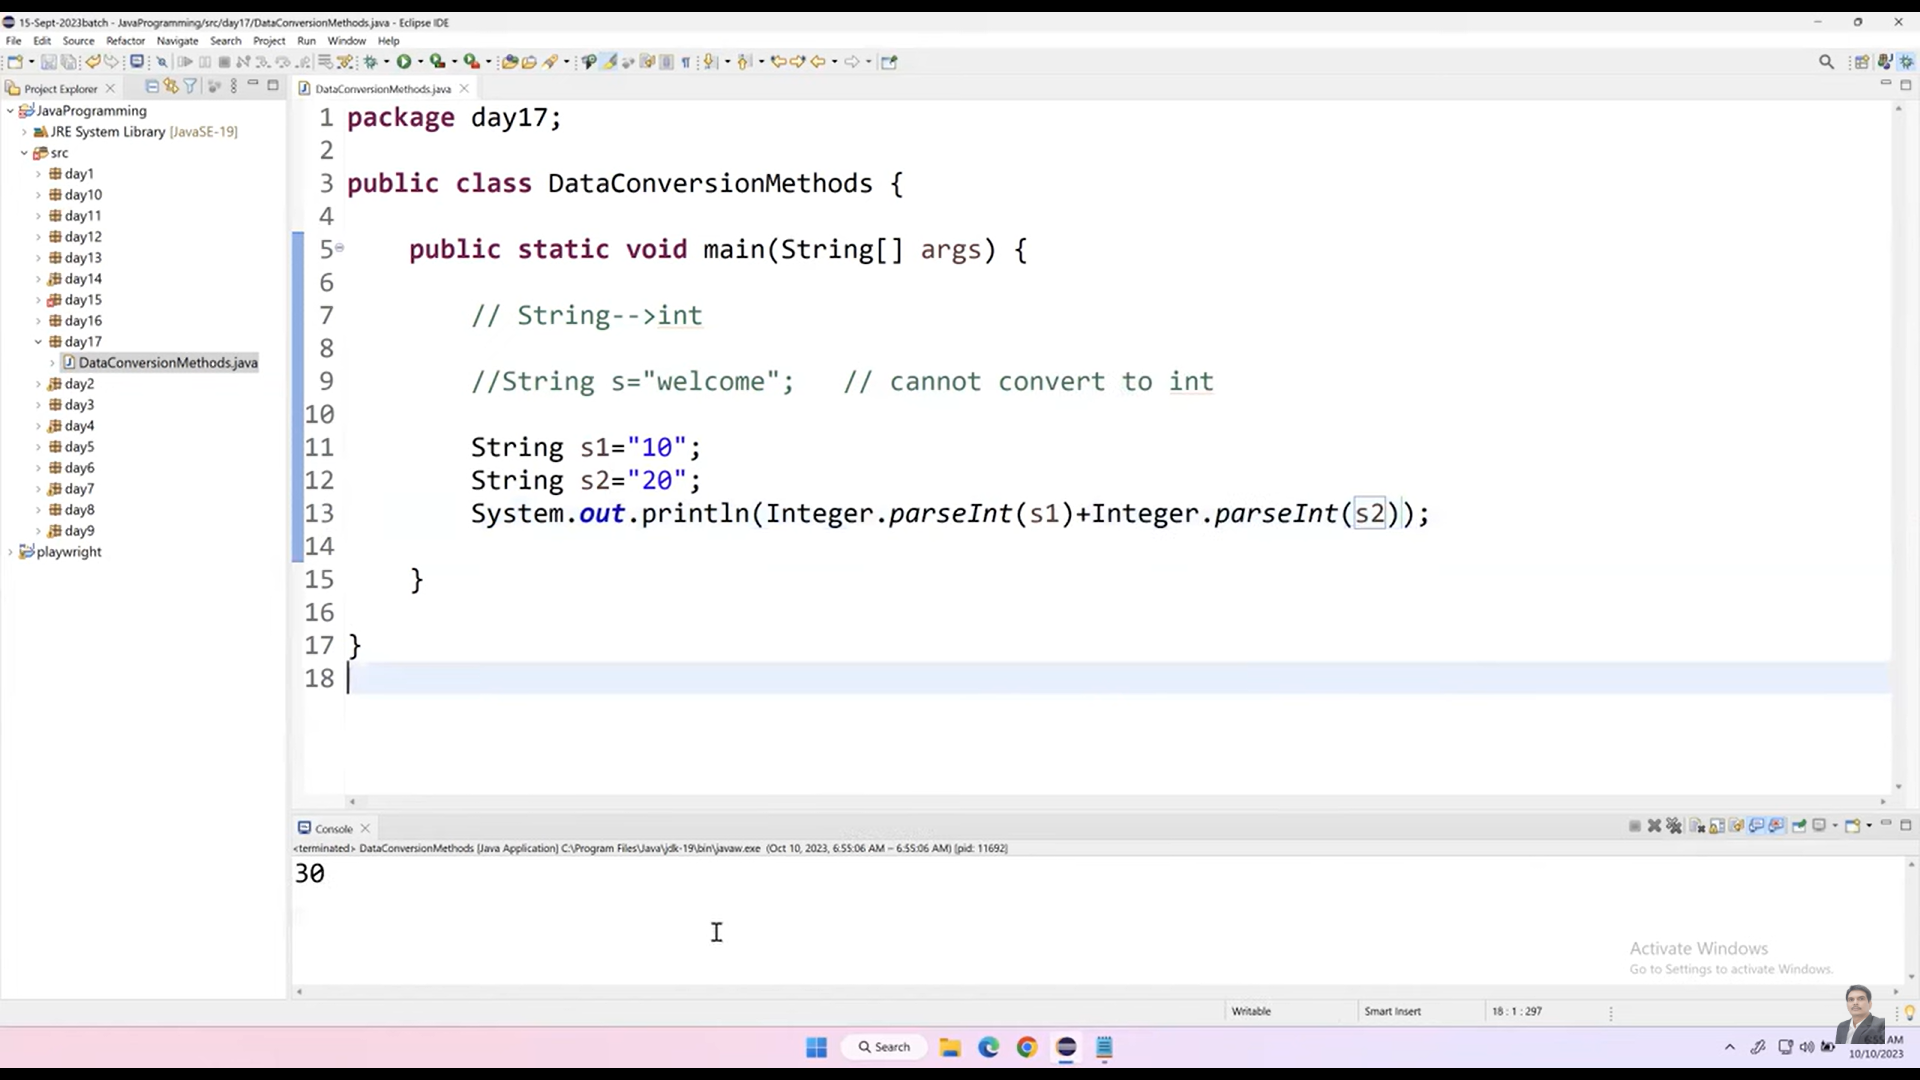 15-Sept-2023batch - JavaProgramming/src/day17/DataConversionMethods.java - Eclipse IDE
File Edit Source Refactor Navigate Search Project Run Window Help
Project Explorer
JavaProgramming
JRE System Library [JavaSE-19]
src
day1
day10
day11
day12
day13
day14
day15
day16
day17
DataConversionMethods.java
day2
day3
day4
day5
day6
day7
day8
day9
playwright
DataConversionMethods.java
1 package day17;
2
3 public class DataConversionMethods {
4
5 public static void main(String[] args) {
6
7 // String-->int
8
9 //String s="welcome"; // cannot convert to int
10
11 String s1="10";
12 String s2="20";
13 System.out.println(Integer.parseInt(s1)+Integer.parseInt(s2));
14
15 }
16
17 }
18
Console
<terminated> DataConversionMethods [Java Application] C:\Program Files\Java\jdk-19\bin\javaw.exe (Oct 10, 2023, 6:55:06 AM – 6:55:06 AM) [pid: 11692]
30
Activate Windows
Go to Settings to activate Windows.
Writable Smart Insert 18 : 1 : 297
Search
10/10/2023